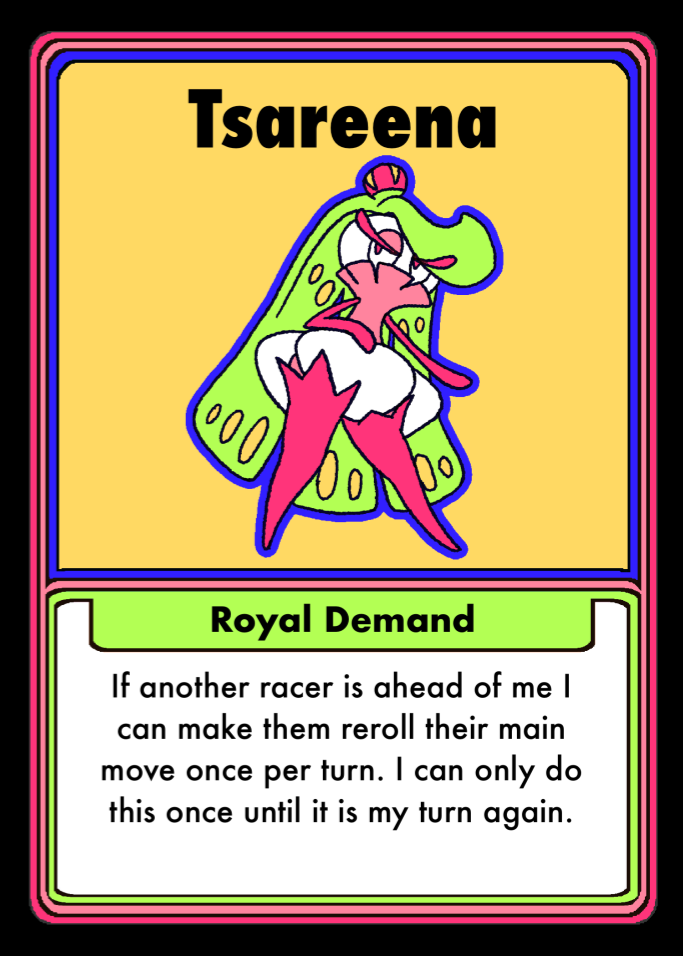 Tsareena
Royal Demand
If another racer is ahead of me I
can make them reroll their main
move once per turn. I can only do
this once until it is my turn again.